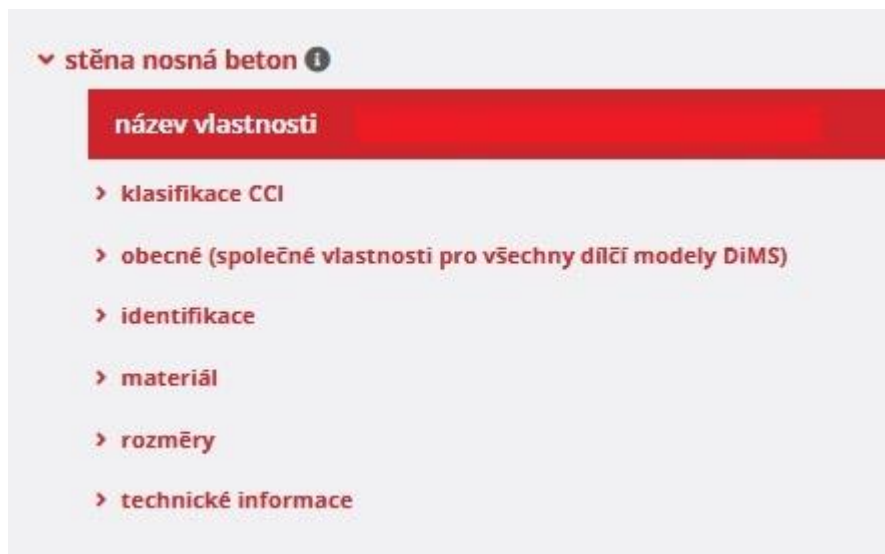 stěna nosná beton
název vlastnosti
klasifikace CCI
obecné (společné vlastnosti pro všechny dílčí modely DiMS)
identifikace
materiál
rozměry
technické informace